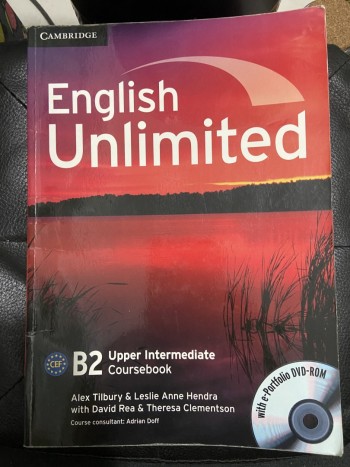 CAMBRIDGE
English
Unlimited
CEF
B2 Upper Intermediate
Coursebook
Alex Tilbury & Leslie Anne Hendra
with David Rea & Theresa Clementson
Course consultant: Adrian Doff
with e-Portfolio DVD-ROM